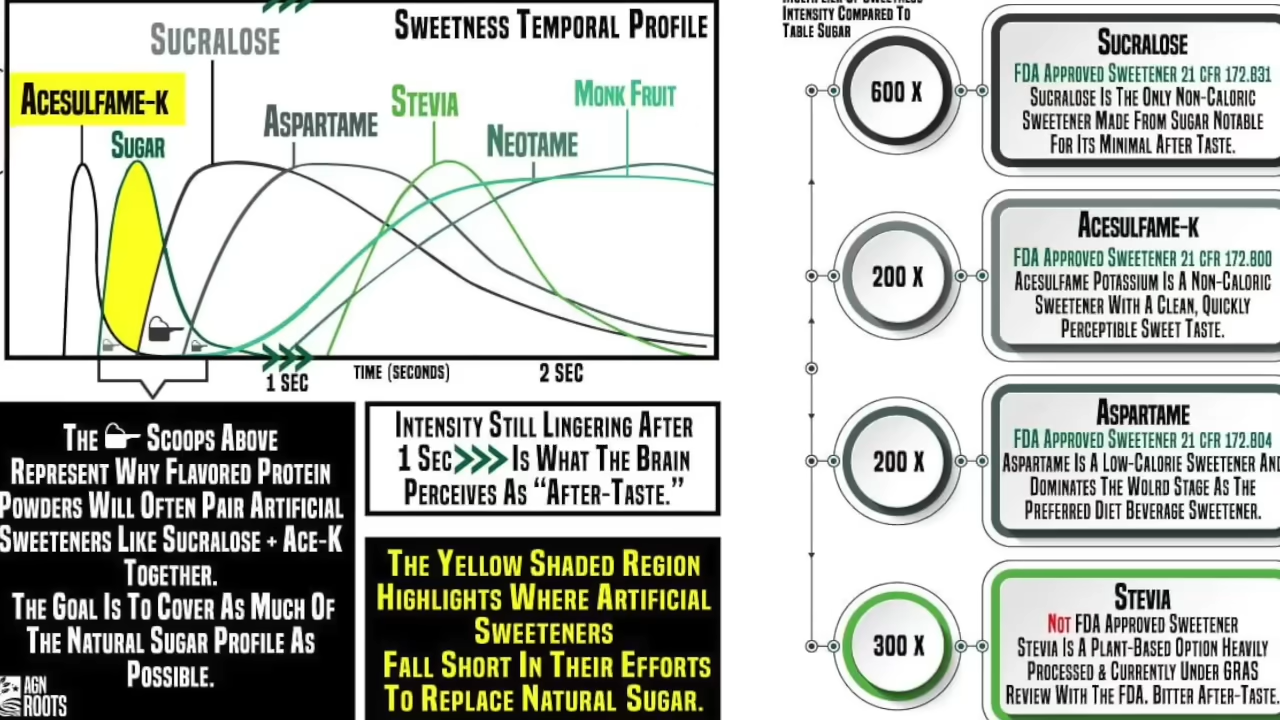 Sweetness Temporal Profile
Sucralose
Acesulfame-k
Sugar
Aspartame
Stevia
Neotame
Monk Fruit
1 Sec
Time (seconds)
2 Sec
The Scoops Above
Represent Why Flavored Protein
Powders Will Often Pair Artificial
Sweeteners Like Sucralose + Ace-K
Together.
The Goal Is To Cover As Much Of
The Natural Sugar Profile As
Possible.
AGN
ROOTS
Intensity Still Lingering After
1 Sec>>>> Is What The Brain
Perceives As “After-Taste.”
The Yellow Shaded Region
Highlights Where Artificial
Sweeteners
Fall Short In Their Efforts
To Replace Natural Sugar.
Intensity Compared To
Table Sugar
600 X
Sucralose
FDA Approved Sweetener 21 CFR 172.831
Sucralose Is The Only Non-Caloric
Sweetener Made From Sugar Notable
For Its Minimal After Taste.
200 X
Acesulfame-k
FDA Approved Sweetener 21 CFR 172.800
Acesulfame Potassium Is A Non-Caloric
Sweetener With A Clean, Quickly
Perceptible Sweet Taste.
200 X
Aspartame
FDA Approved Sweetener 21 CFR 172.804
Aspartame Is A Low-Calorie Sweetener And
Dominates The Wolrd Stage As The
Preferred Diet Beverage Sweetener.
300 X
Stevia
Not FDA Approved Sweetener
Stevia Is A Plant-Based Option Heavily
Processed & Currently Under GRAS
Review With The FDA. Bitter After-Taste.